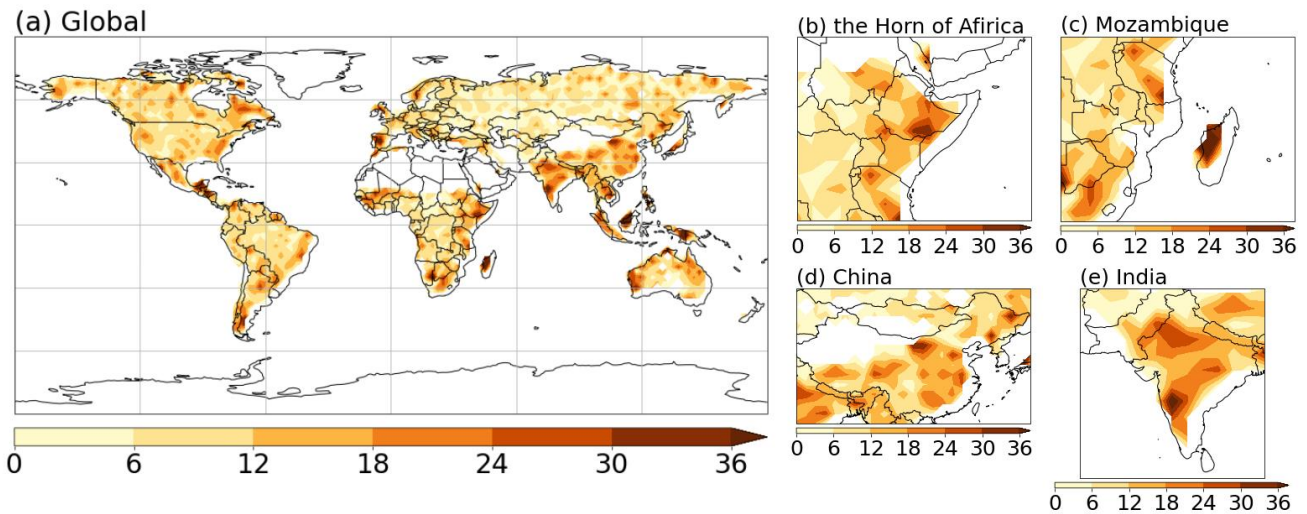 (a) Global
0 6 12 18 24 30 36
(b) the Horn of Afirica
0 6 12 18 24 30 36
(c) Mozambique
0 6 12 18 24 30 36
(d) China
0 6 12 18 24 30 36
(e) India
0 6 12 18 24 30 36